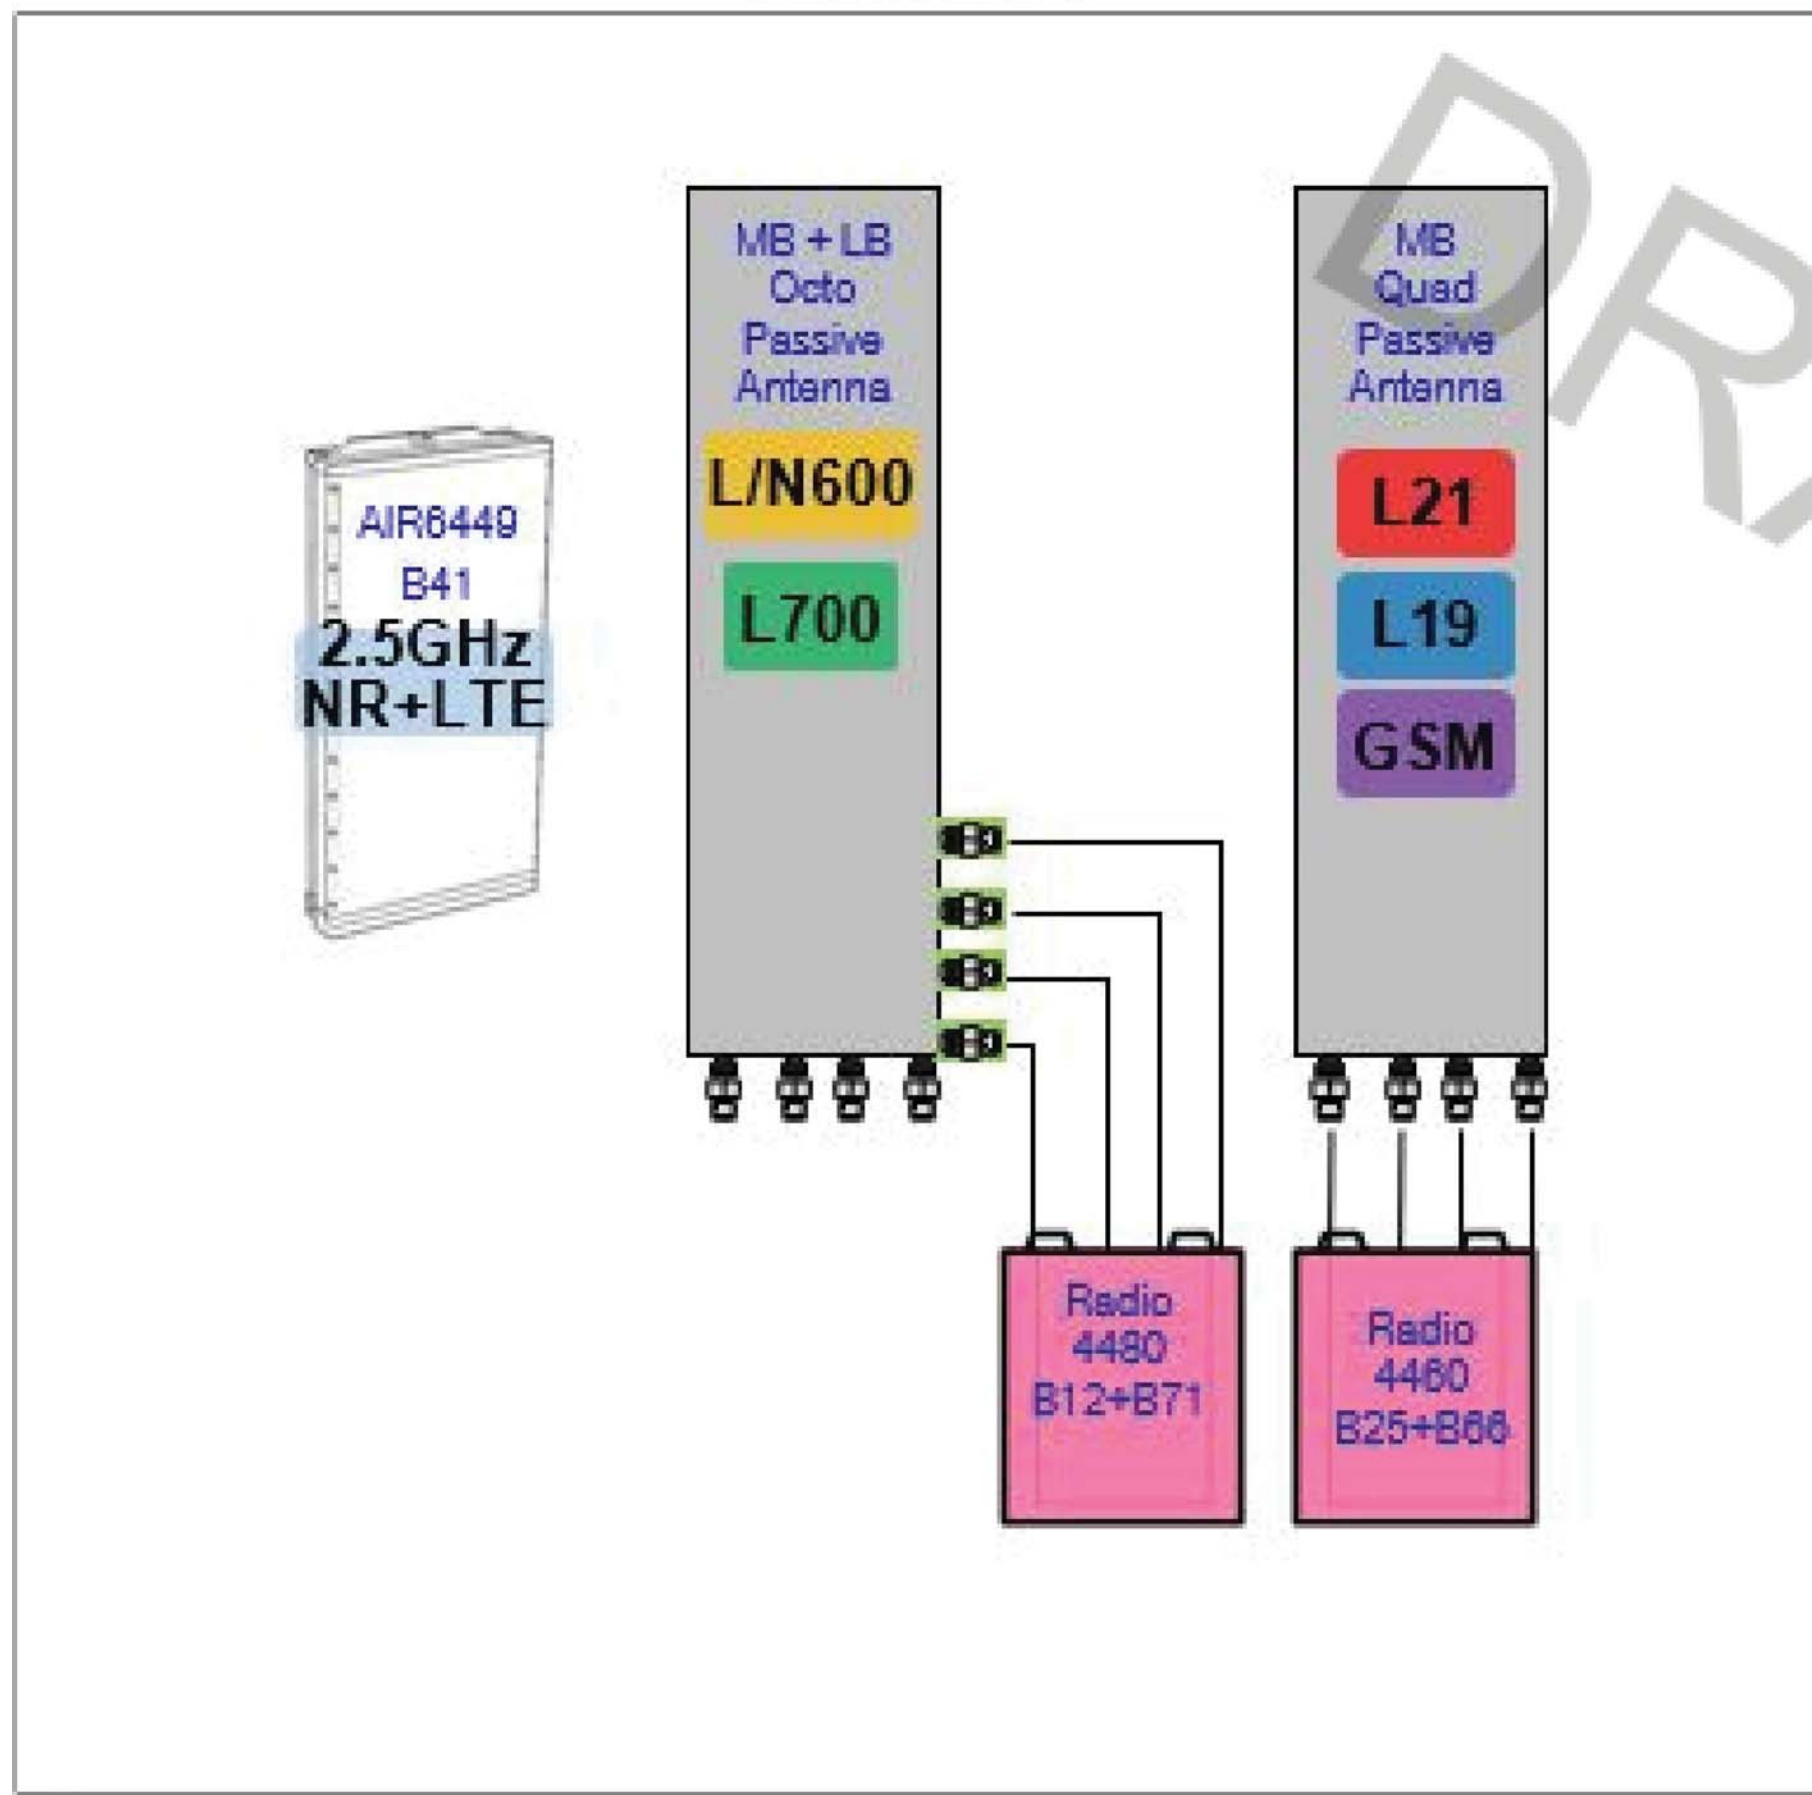 AIR6449
B41
2.5GHz
NR+LTE
MB + LB
Octo
Passive
Antenna
L/N600
L700
MB
Quad
Passive
Antenna
L21
L19
GSM
Radio
4480
B12+B71
Radio
4460
B25+B66